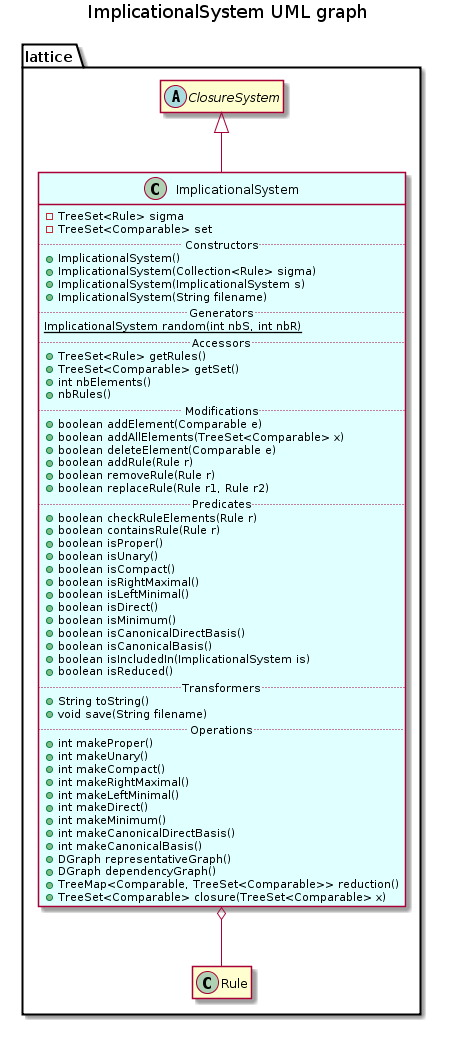 ImplicationalSystem UML graph
lattice
A ClosureSystem
C ImplicationalSystem
TreeSet<Rule> sigma
TreeSet<Comparable> set
Constructors
ImplicationalSystem()
ImplicationalSystem(Collection<Rule> sigma)
ImplicationalSystem(ImplicationalSystem s)
ImplicationalSystem(String filename)
Generators
ImplicationalSystem random(int nbS, int nbR)
Accessors
TreeSet<Rule> getRules()
TreeSet<Comparable> getSet()
int nbElements()
nbRules()
Modifications
boolean addElement(Comparable e)
boolean addAllElements(TreeSet<Comparable> x)
boolean deleteElement(Comparable e)
boolean addRule(Rule r)
boolean removeRule(Rule r)
boolean replaceRule(Rule r1, Rule r2)
Predicates
boolean checkRuleElements(Rule r)
boolean containsRule(Rule r)
boolean isProper()
boolean isUnary()
boolean isCompact()
boolean isRightMaximal()
boolean isLeftMinimal()
boolean isDirect()
boolean isMinimum()
boolean isCanonicalDirectBasis()
boolean isCanonicalBasis()
boolean isIncludedIn(ImplicationalSystem is)
boolean isReduced()
Transformers
String toString()
void save(String filename)
Operations
int makeProper()
int makeUnary()
int makeCompact()
int makeRightMaximal()
int makeLeftMinimal()
int makeDirect()
int makeMinimum()
int makeCanonicalDirectBasis()
int makeCanonicalBasis()
DGraph representativeGraph()
DGraph dependencyGraph()
TreeMap<Comparable, TreeSet<Comparable>> reduction()
TreeSet<Comparable> closure(TreeSet<Comparable> x)
C Rule